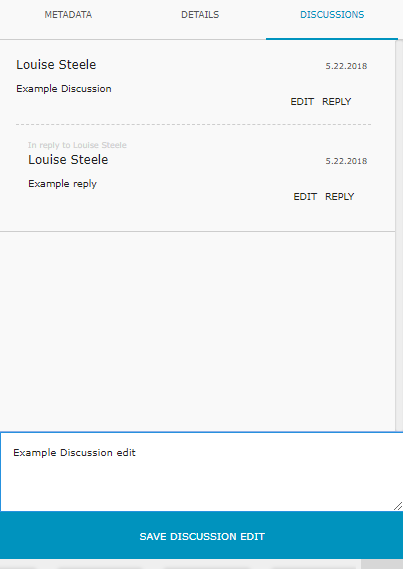 METADATA DETAILS DISCUSSIONS
Louise Steele 5.22.2018
Example Discussion
EDIT REPLY
In reply to Louise Steele
Louise Steele 5.22.2018
Example reply
EDIT REPLY
Example Discussion edit
SAVE DISCUSSION EDIT